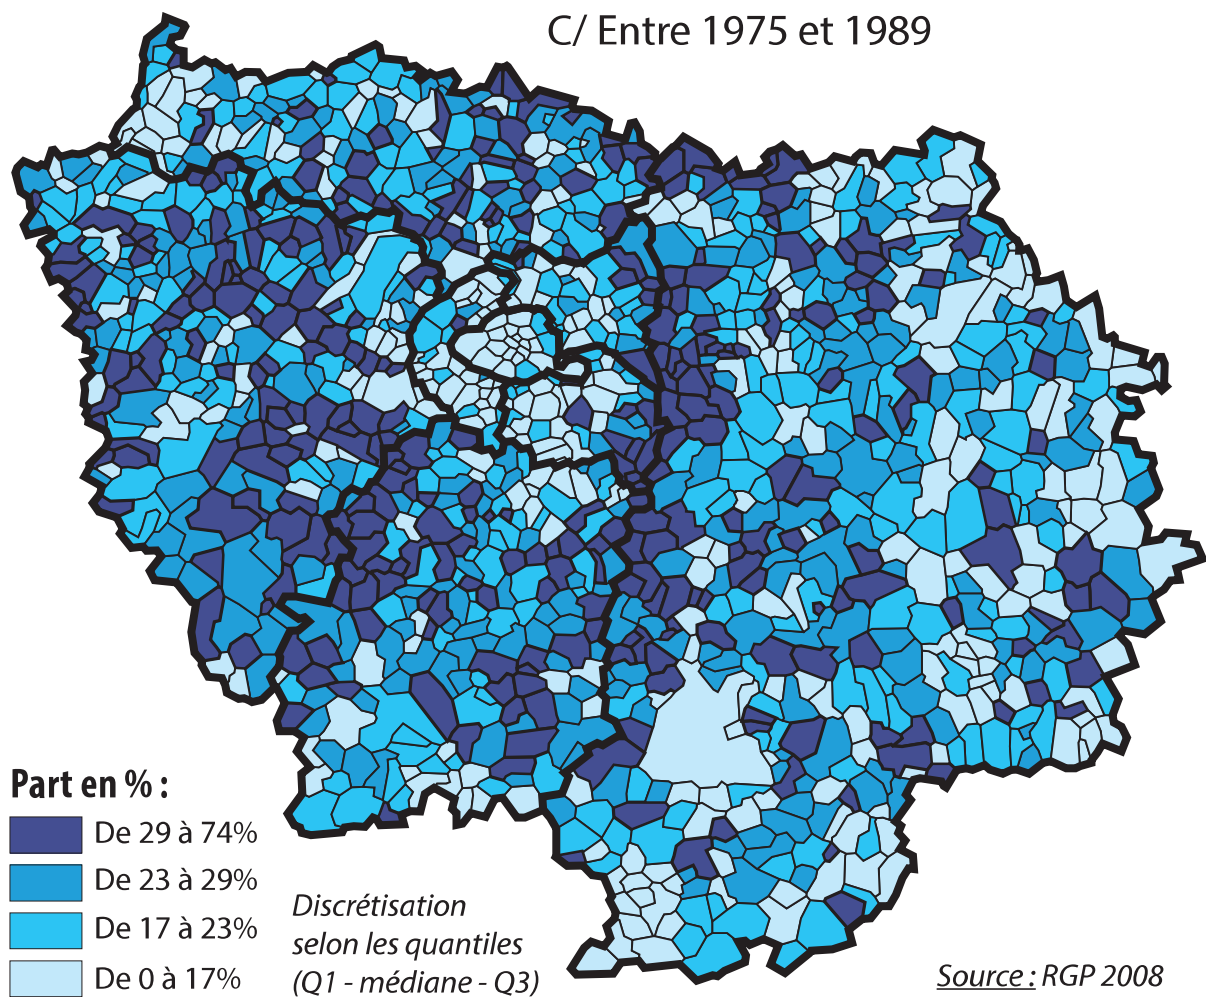 C/ Entre 1975 et 1989
Part en % :
De 29 à 74%
De 23 à 29%
De 17 à 23%
De 0 à 17%
Discrétisation
selon les quantiles
(Q1 - médiane - Q3)
Source : RGP 2008